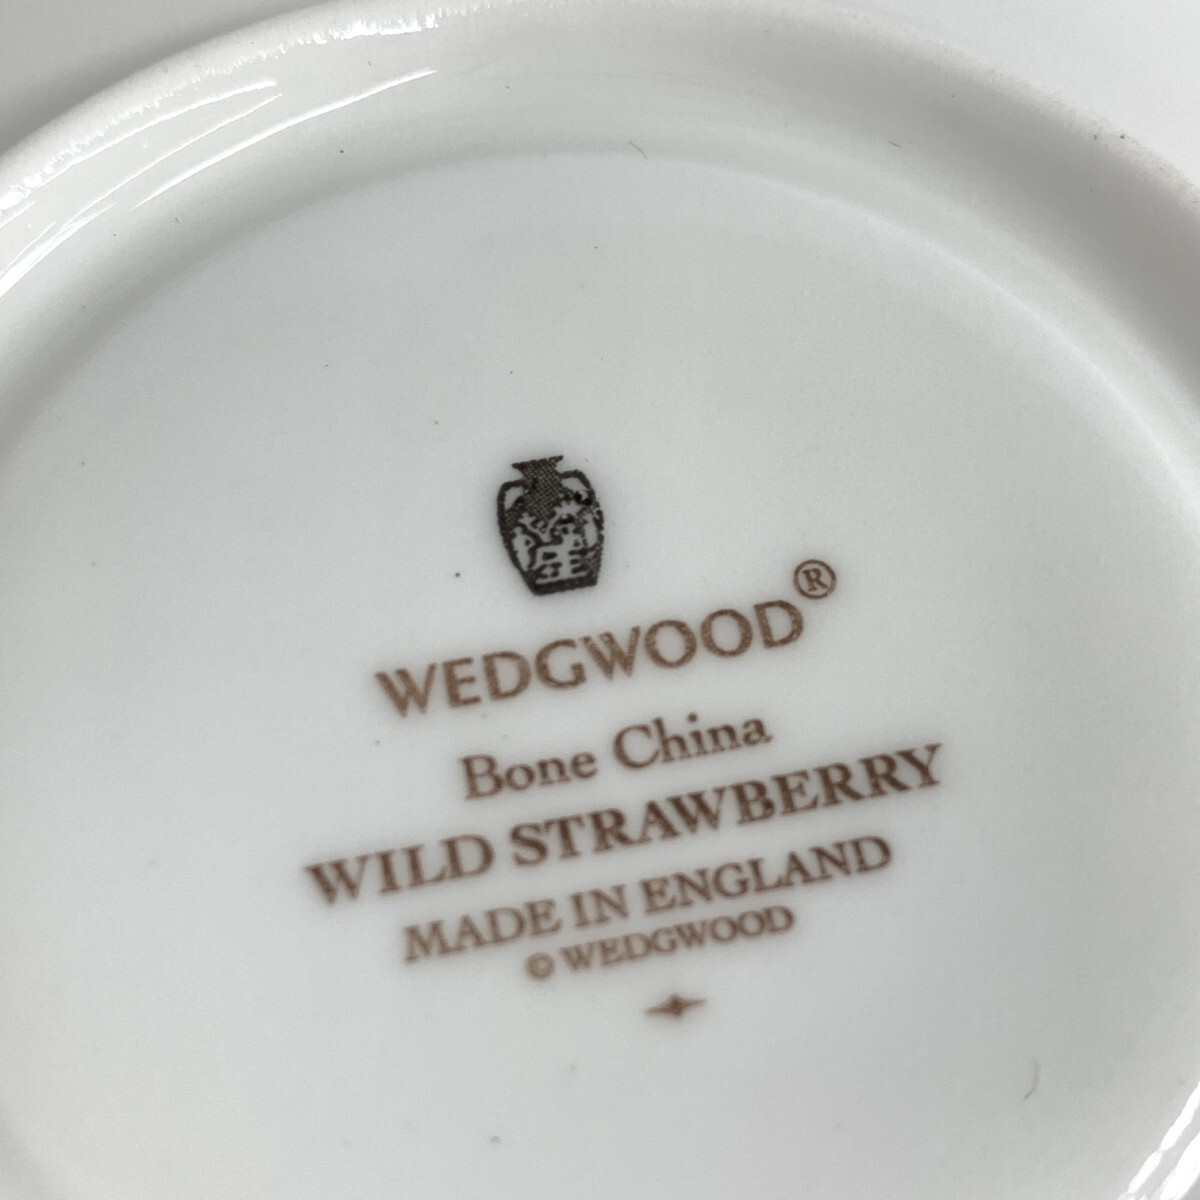 WEDGWOOD®
Bone China
WILD STRAWBERRY
MADE IN ENGLAND
© WEDGWOOD